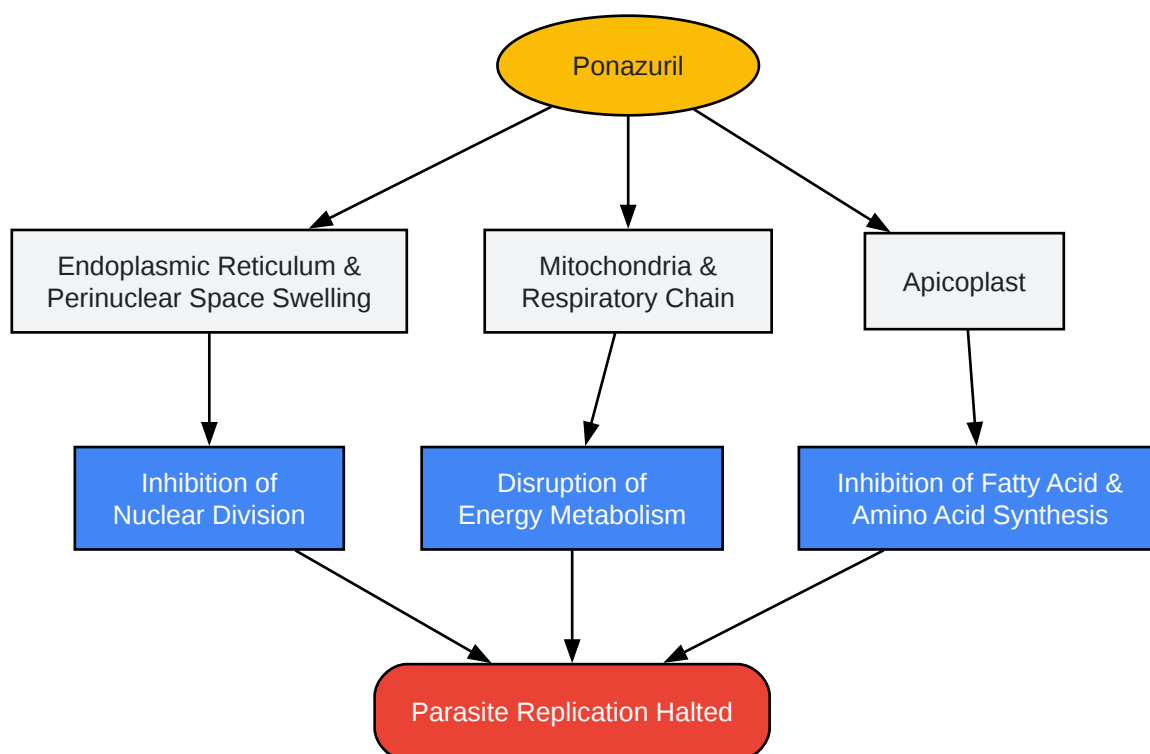 Ponazuril
Endoplasmic Reticulum &
Perinuclear Space Swelling
Mitochondria &
Respiratory Chain
Apicoplast
Inhibition of
Nuclear Division
Disruption of
Energy Metabolism
Inhibition of Fatty Acid &
Amino Acid Synthesis
Parasite Replication Halted